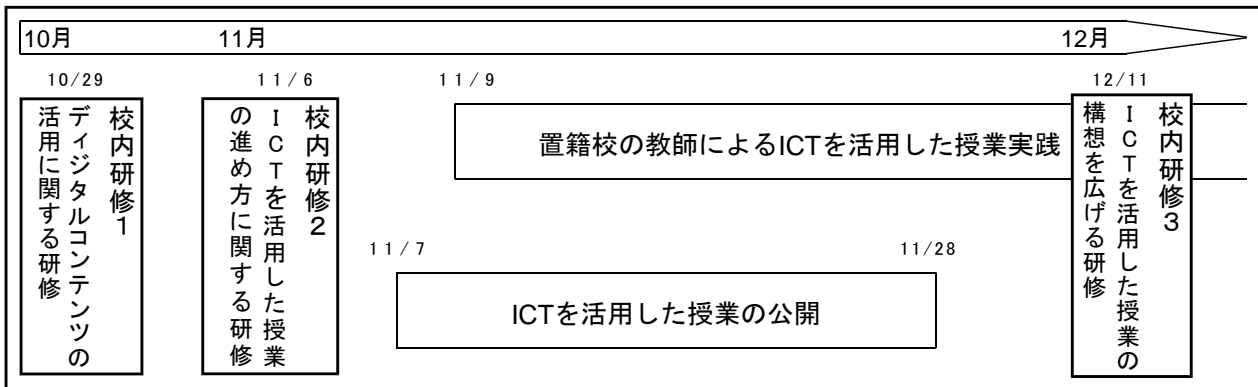 10月
11月
12月
10/29
11/6
11/9
12/11
校内研修1
ディジタルコンテンツの
活用に関する研修
校内研修2
ICTを活用した授業
の進め方に関する研修
置籍校の教師によるICTを活用した授業実践
校内研修3
ICTを活用した授業の
構想を広げる研修
11/7
11/28
ICTを活用した授業の公開